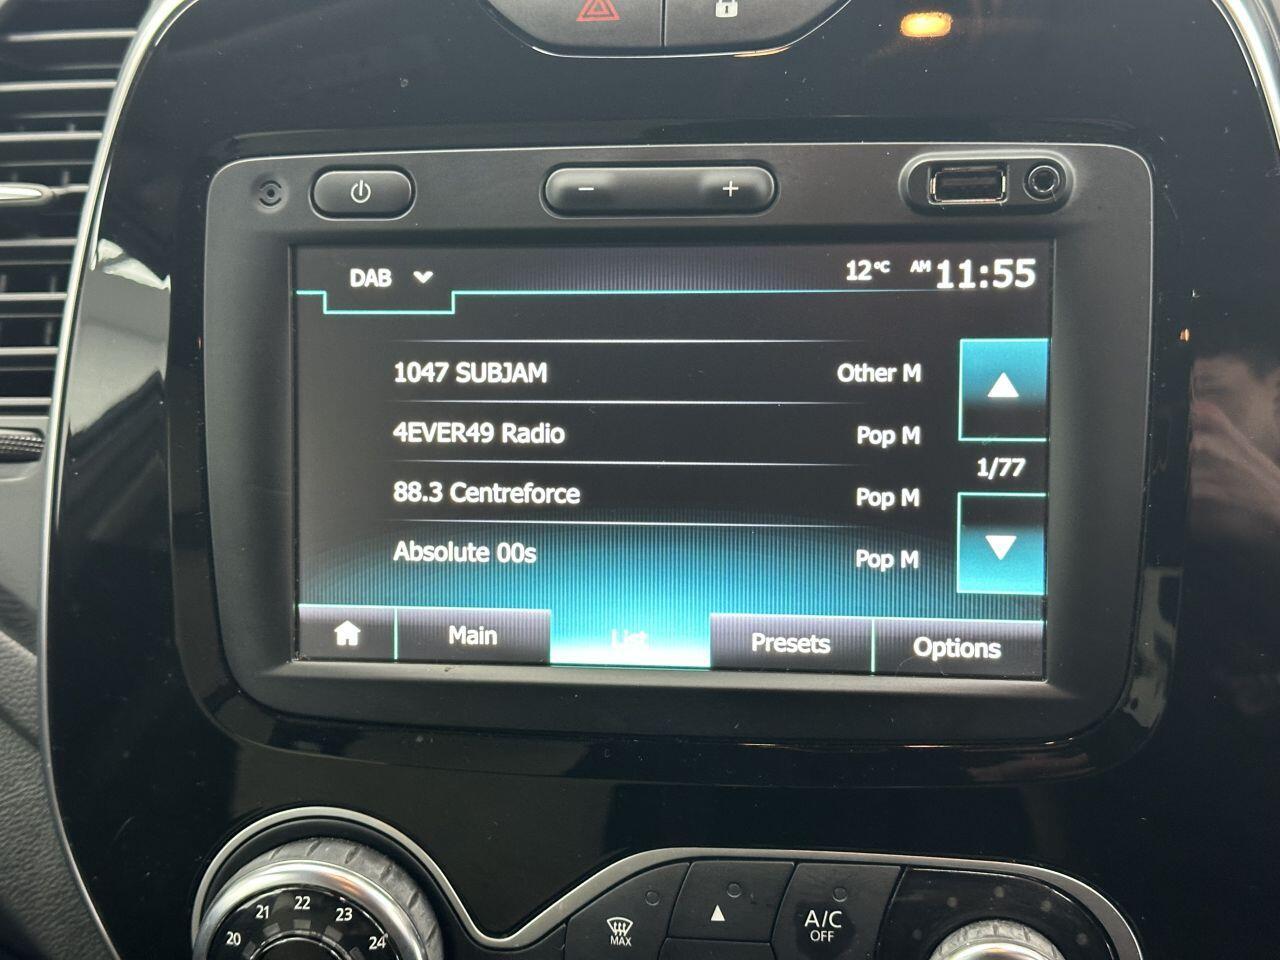 DAB 12°C AM 11:55
1047 SUBJAM Other M
4EVER49 Radio Pop M
1/77
88.3 Centreforce Pop M
Absolute 00s Pop M
Main List Presets Options
20 21 22 23 24
MAX
A/C
OFF